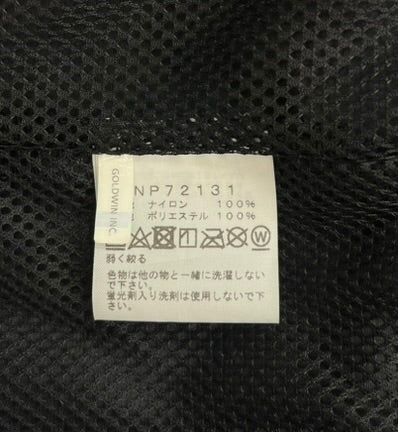 GOLDWIN INC.
NP72131
ナイロン 100%
ポリエステル 100%
W
弱く絞る
色物は他の物と一緒に洗濯しない
で下さい。
蛍光剤入り洗剤は使用しないで下
さい。